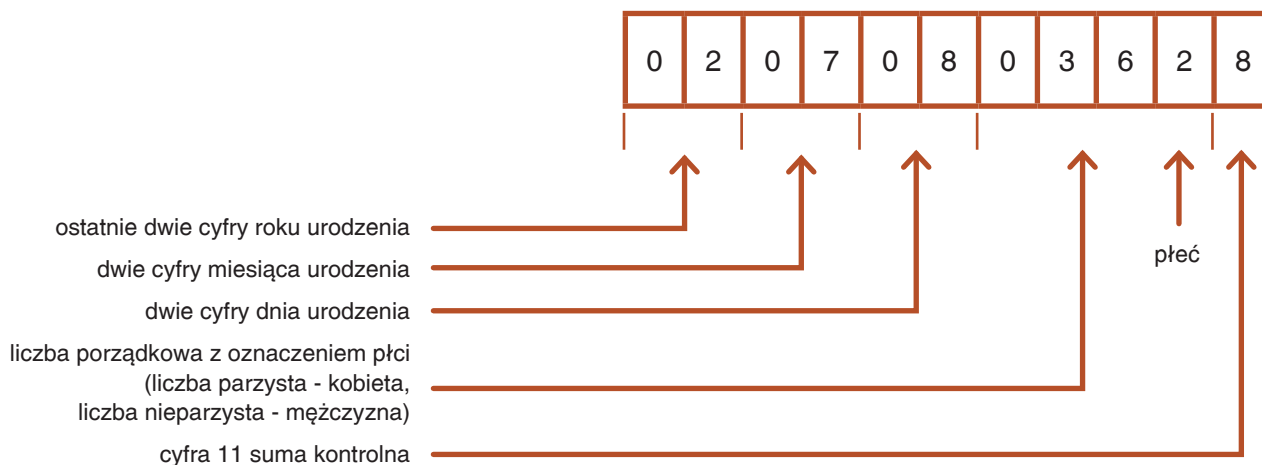 0 2 0 7 0 8 0 3 6 2 8
płeć
ostatnie dwie cyfry roku urodzenia
dwie cyfry miesiąca urodzenia
dwie cyfry dnia urodzenia
liczba porządkowa z oznaczeniem płci
(liczba parzysta - kobieta,
liczba nieparzysta - mężczyzna)
cyfra 11 suma kontrolna